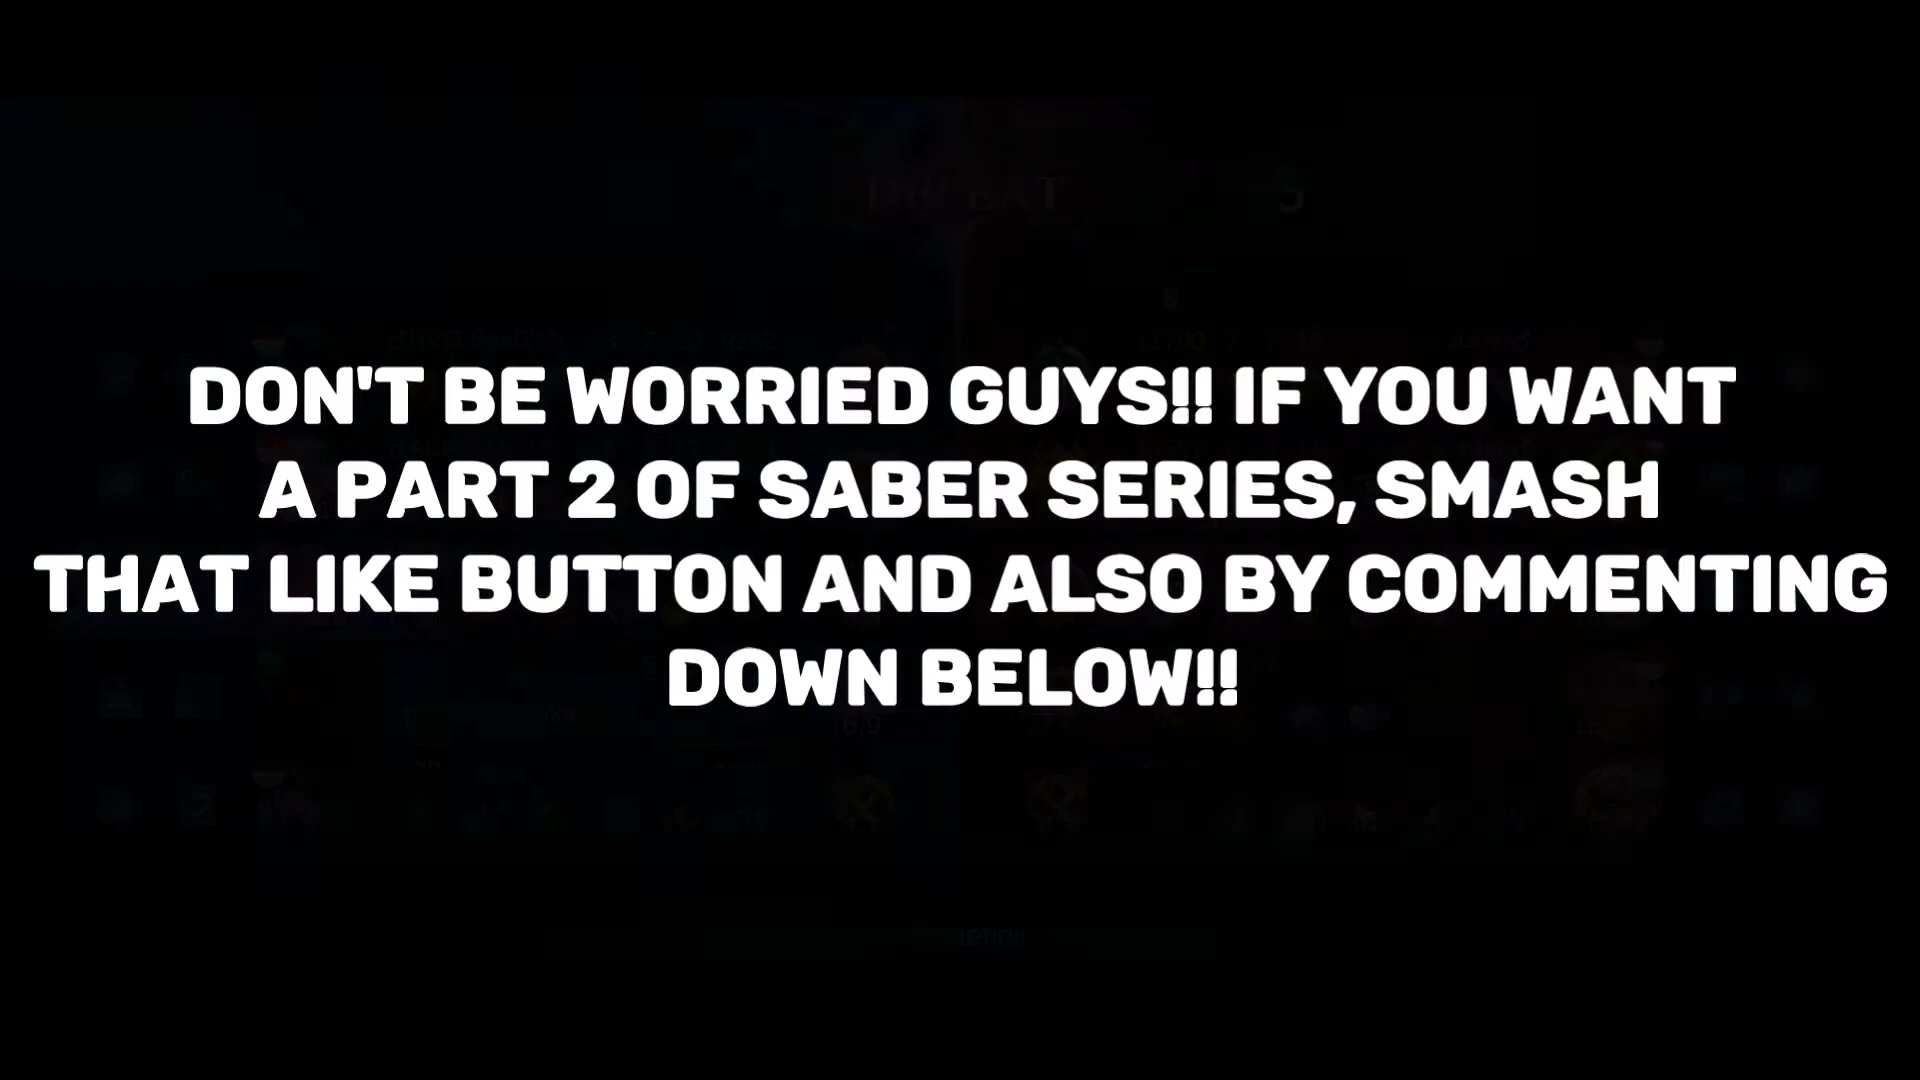 DEFEAT
DON'T BE WORRIED GUYS!! IF YOU WANT
A PART 2 OF SABER SERIES, SMASH
THAT LIKE BUTTON AND ALSO BY COMMENTING
DOWN BELOW!!